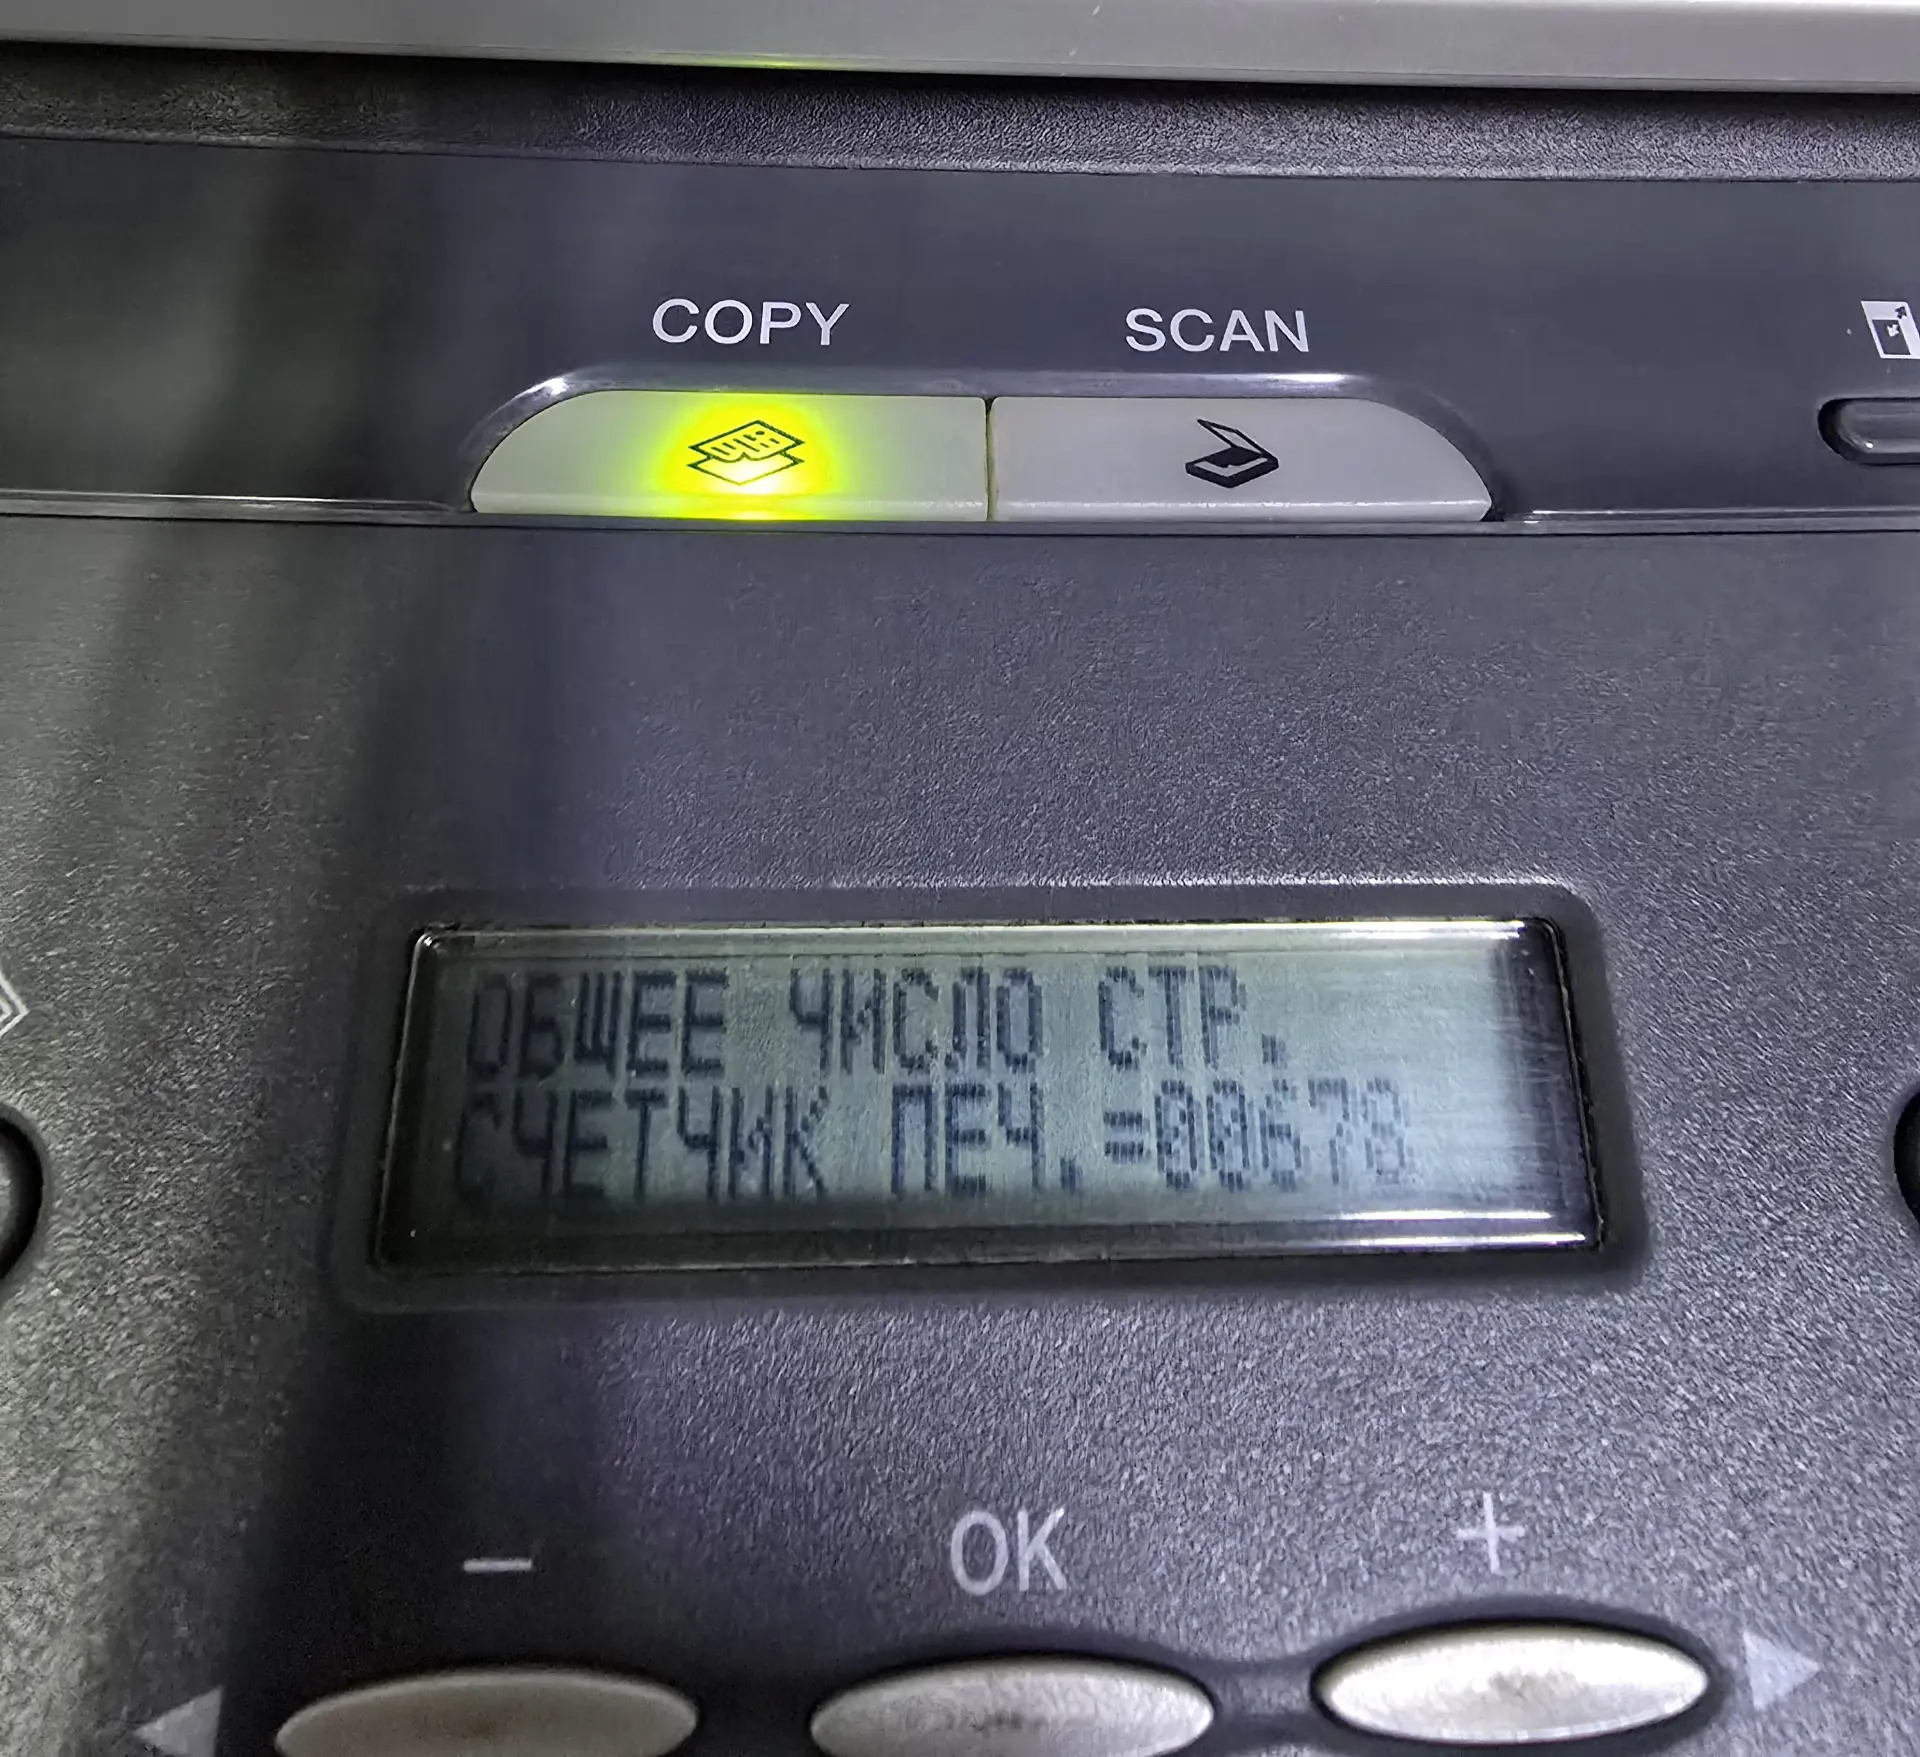 COPY SCAN
ОБЩЕЕ ЧИСЛО СТР.
СЧЕТЧИК ПЕЧ.=00678
- OK +